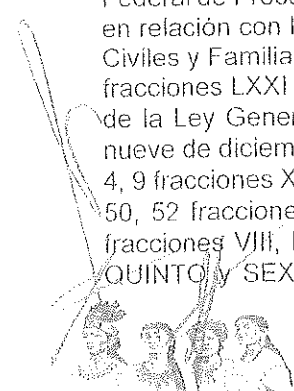 Federal de
en relación con
Civiles y Familia
fracciones LXXI
de la Ley Gener
nueve de diciem
4, 9 fracciones X
50, 52 fraccione
fracciones VIII,
QUINTO y SEX